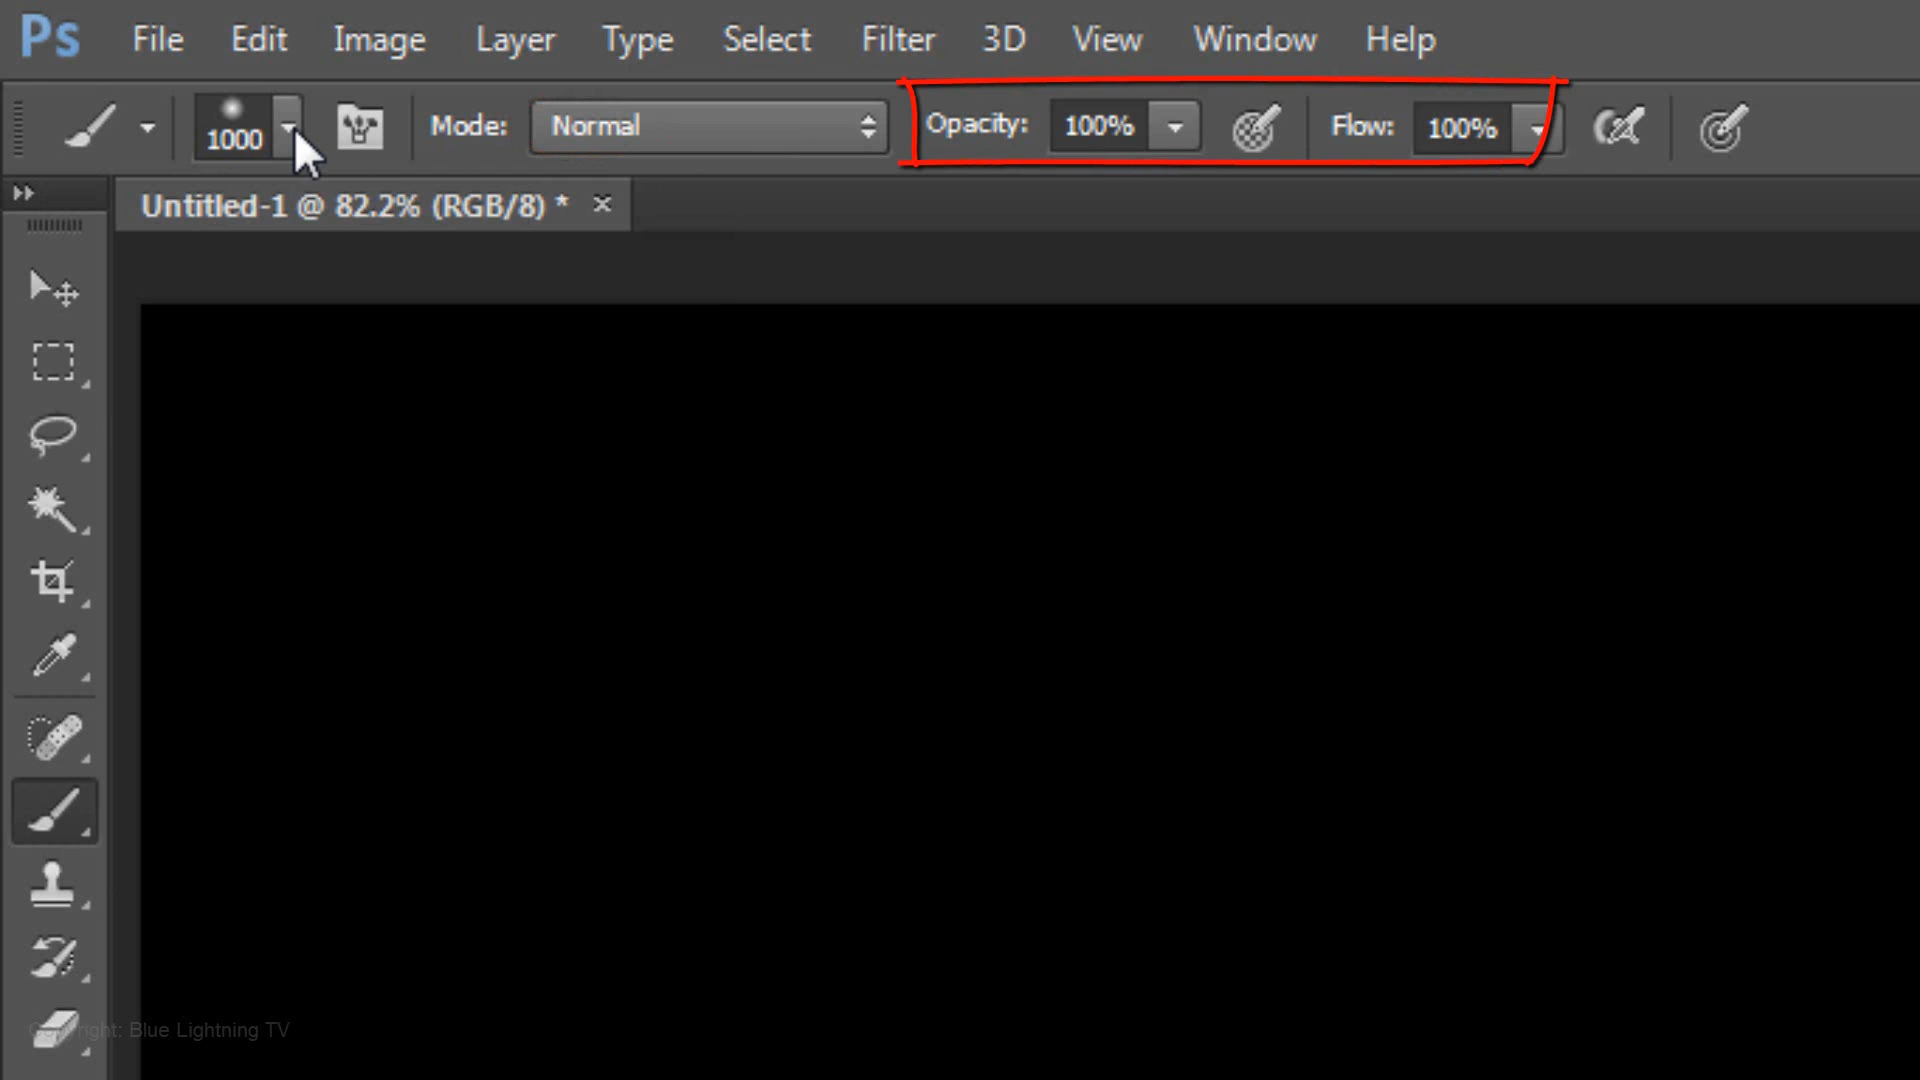 Ps File Edit Image Layer Type Select Filter 3D View Window Help
1000 Mode: Normal Opacity: 100% Flow: 100%
Untitled-1 @ 82.2% (RGB/8) * ×
Copyright: Blue Lightning TV